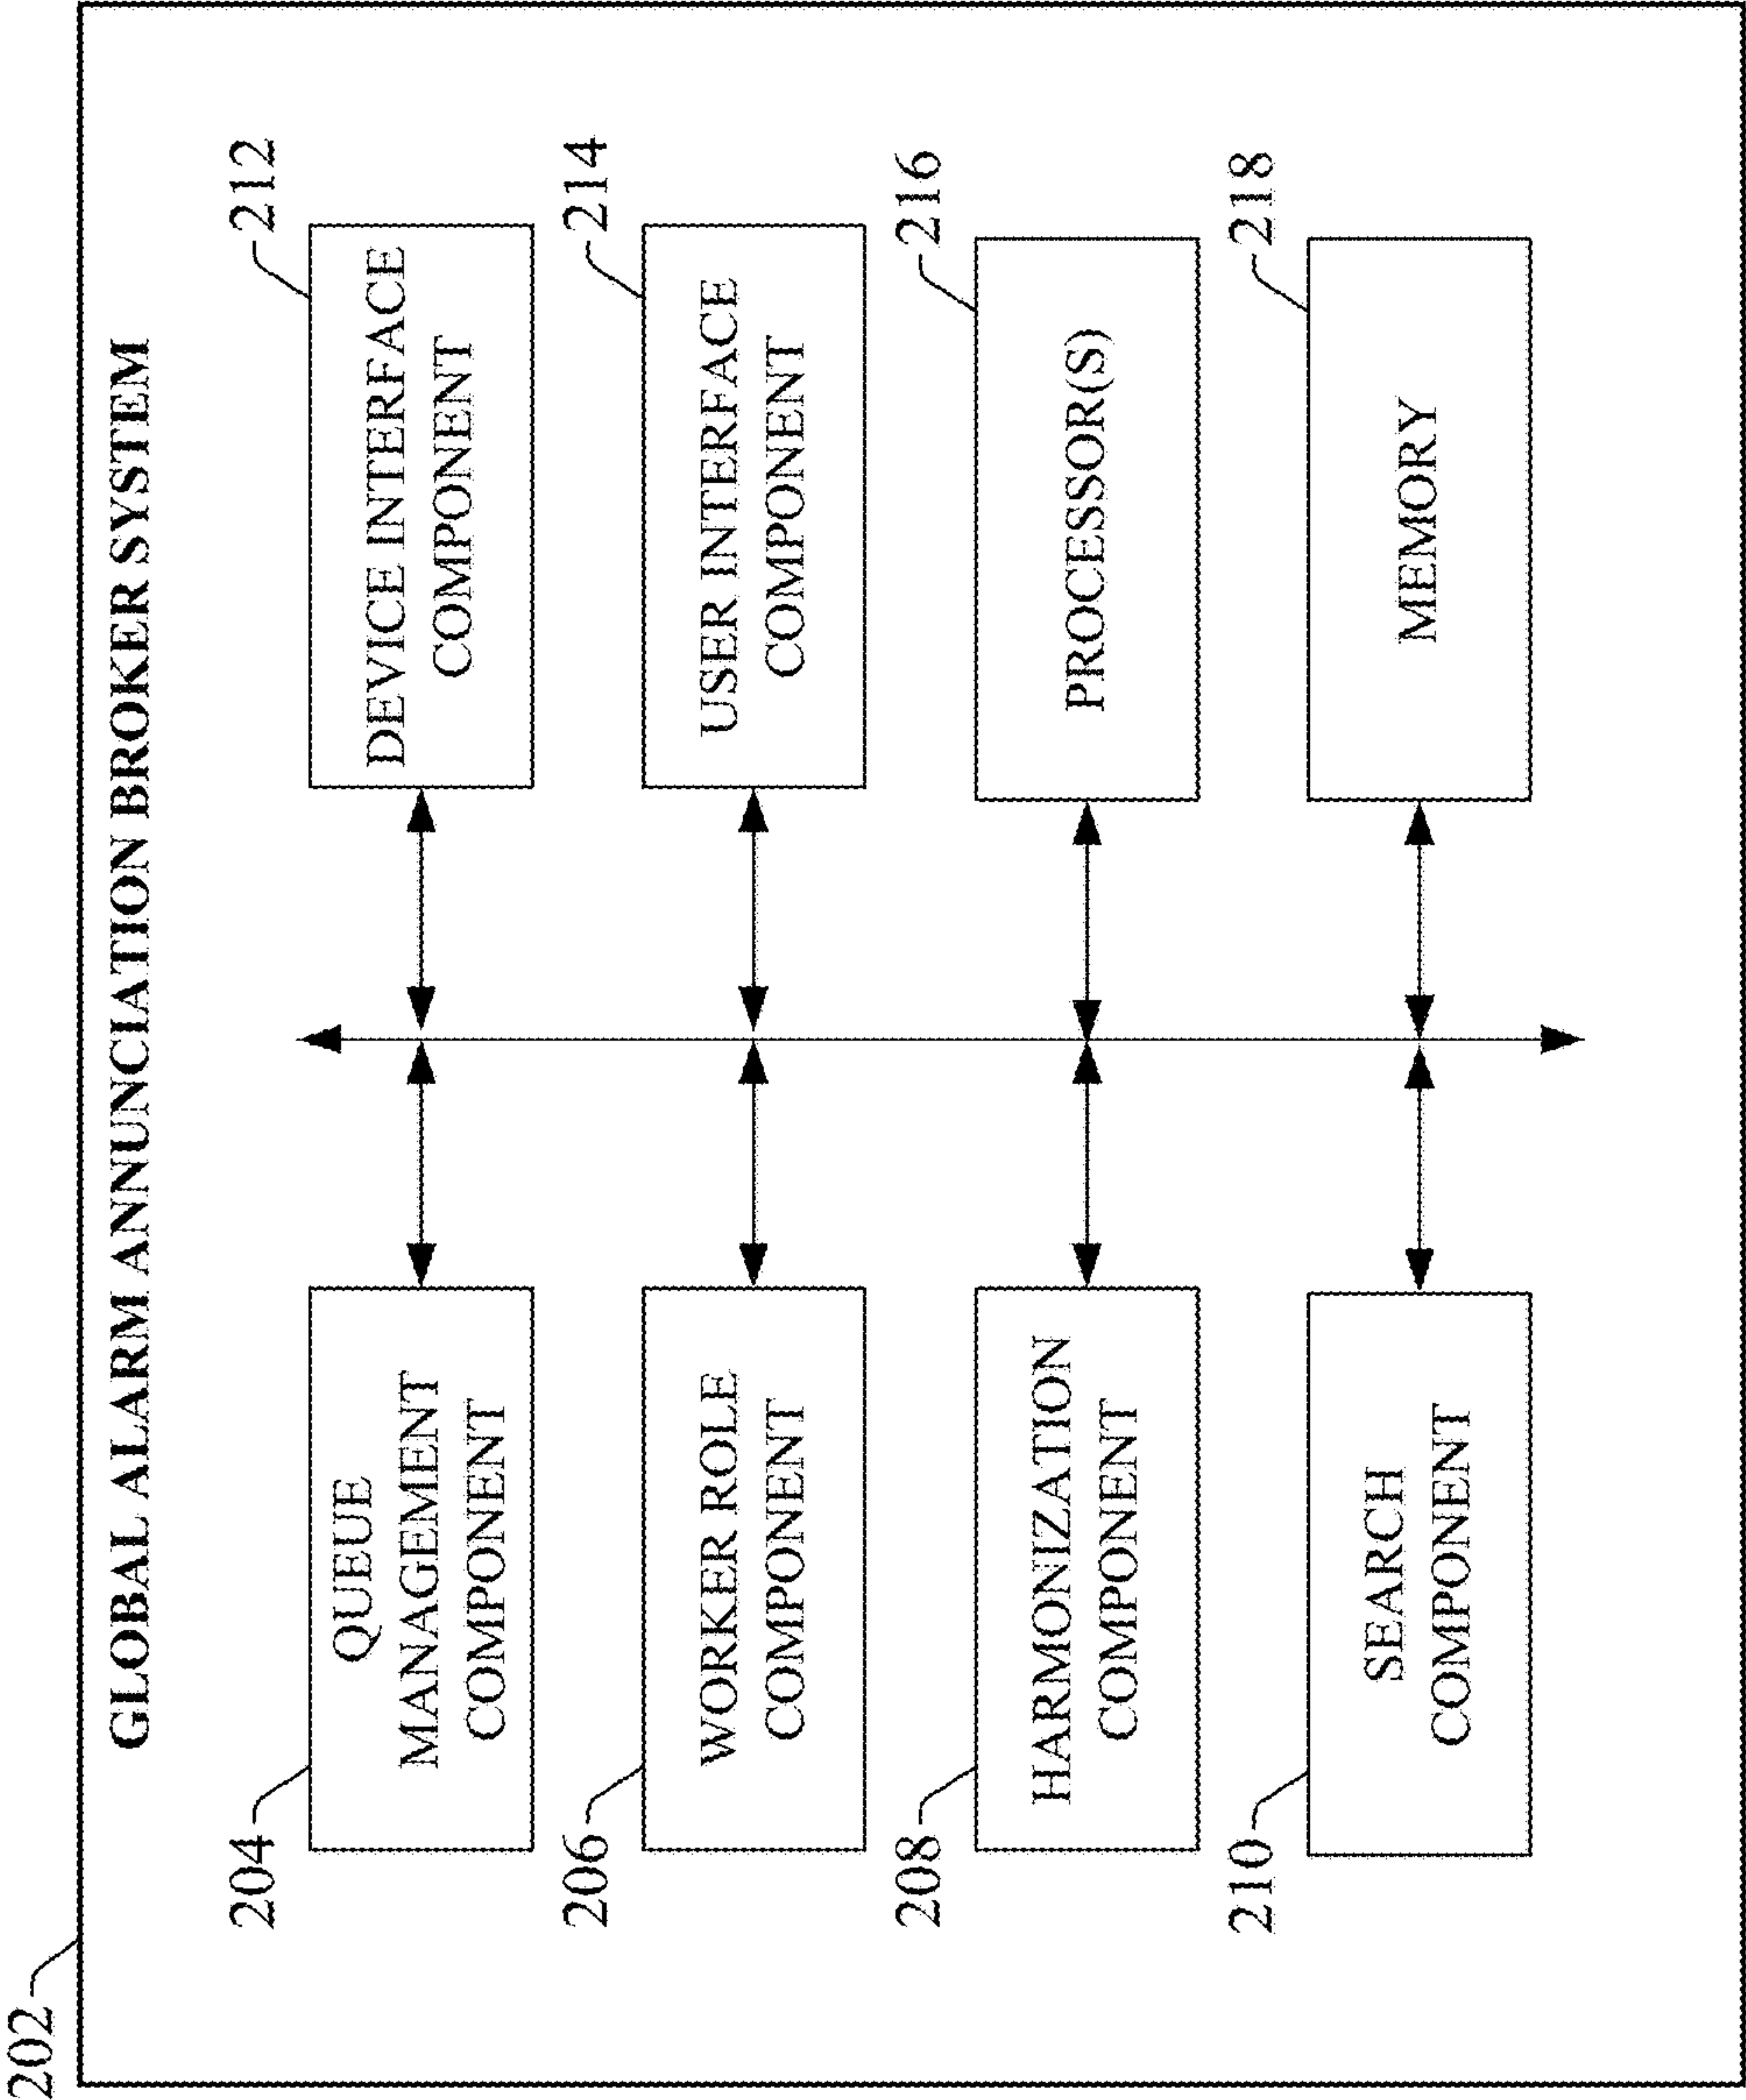 202
GLOBAL ALARM ANNUNCIATION BROKER SYSTEM
204
QUEUE
MANAGEMENT
COMPONENT
212
DEVICE INTERFACE
COMPONENT
206
WORKER ROLE
COMPONENT
214
USER INTERFACE
COMPONENT
208
HARMONIZATION
COMPONENT
216
PROCESSOR(S)
210
SEARCH
COMPONENT
218
MEMORY